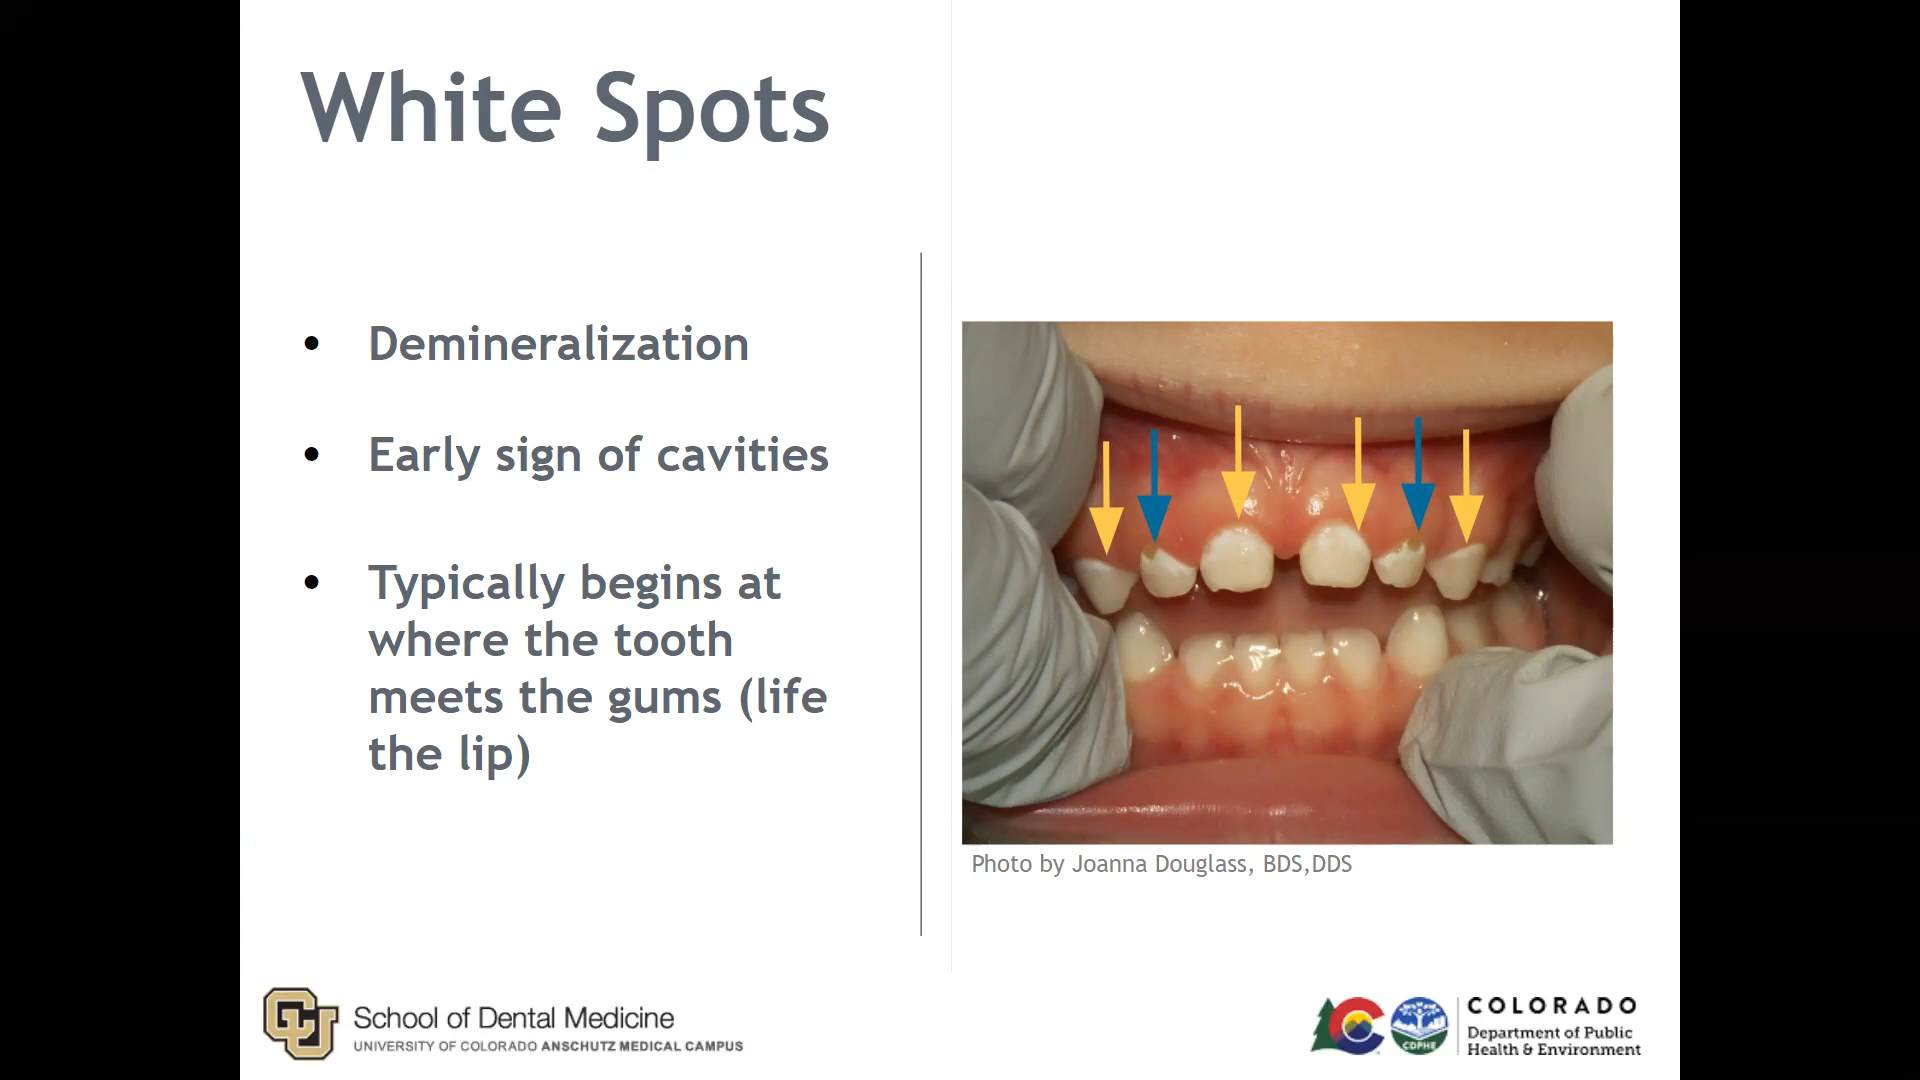 White Spots
• Demineralization
• Early sign of cavities
• Typically begins at
where the tooth
meets the gums (life
the lip)
Photo by Joanna Douglass, BDS,DDS
CU
School of Dental Medicine
UNIVERSITY OF COLORADO ANSCHUTZ MEDICAL CAMPUS
CDPHE
COLORADO
Department of Public
Health & Environment